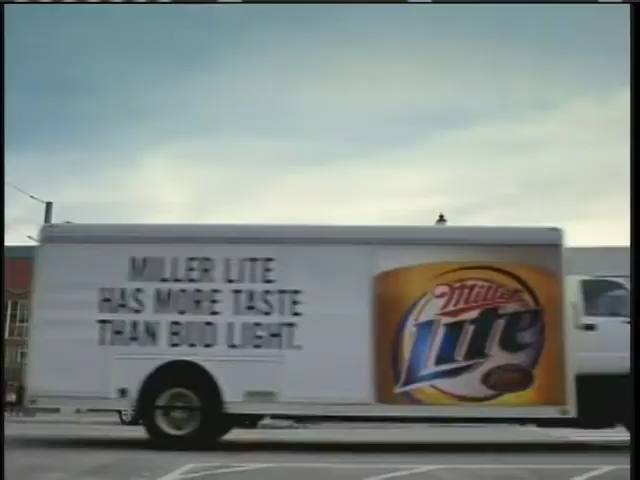 MILLER LITE
HAS MORE TASTE
THAN BUD LIGHT.
Miller
Lite